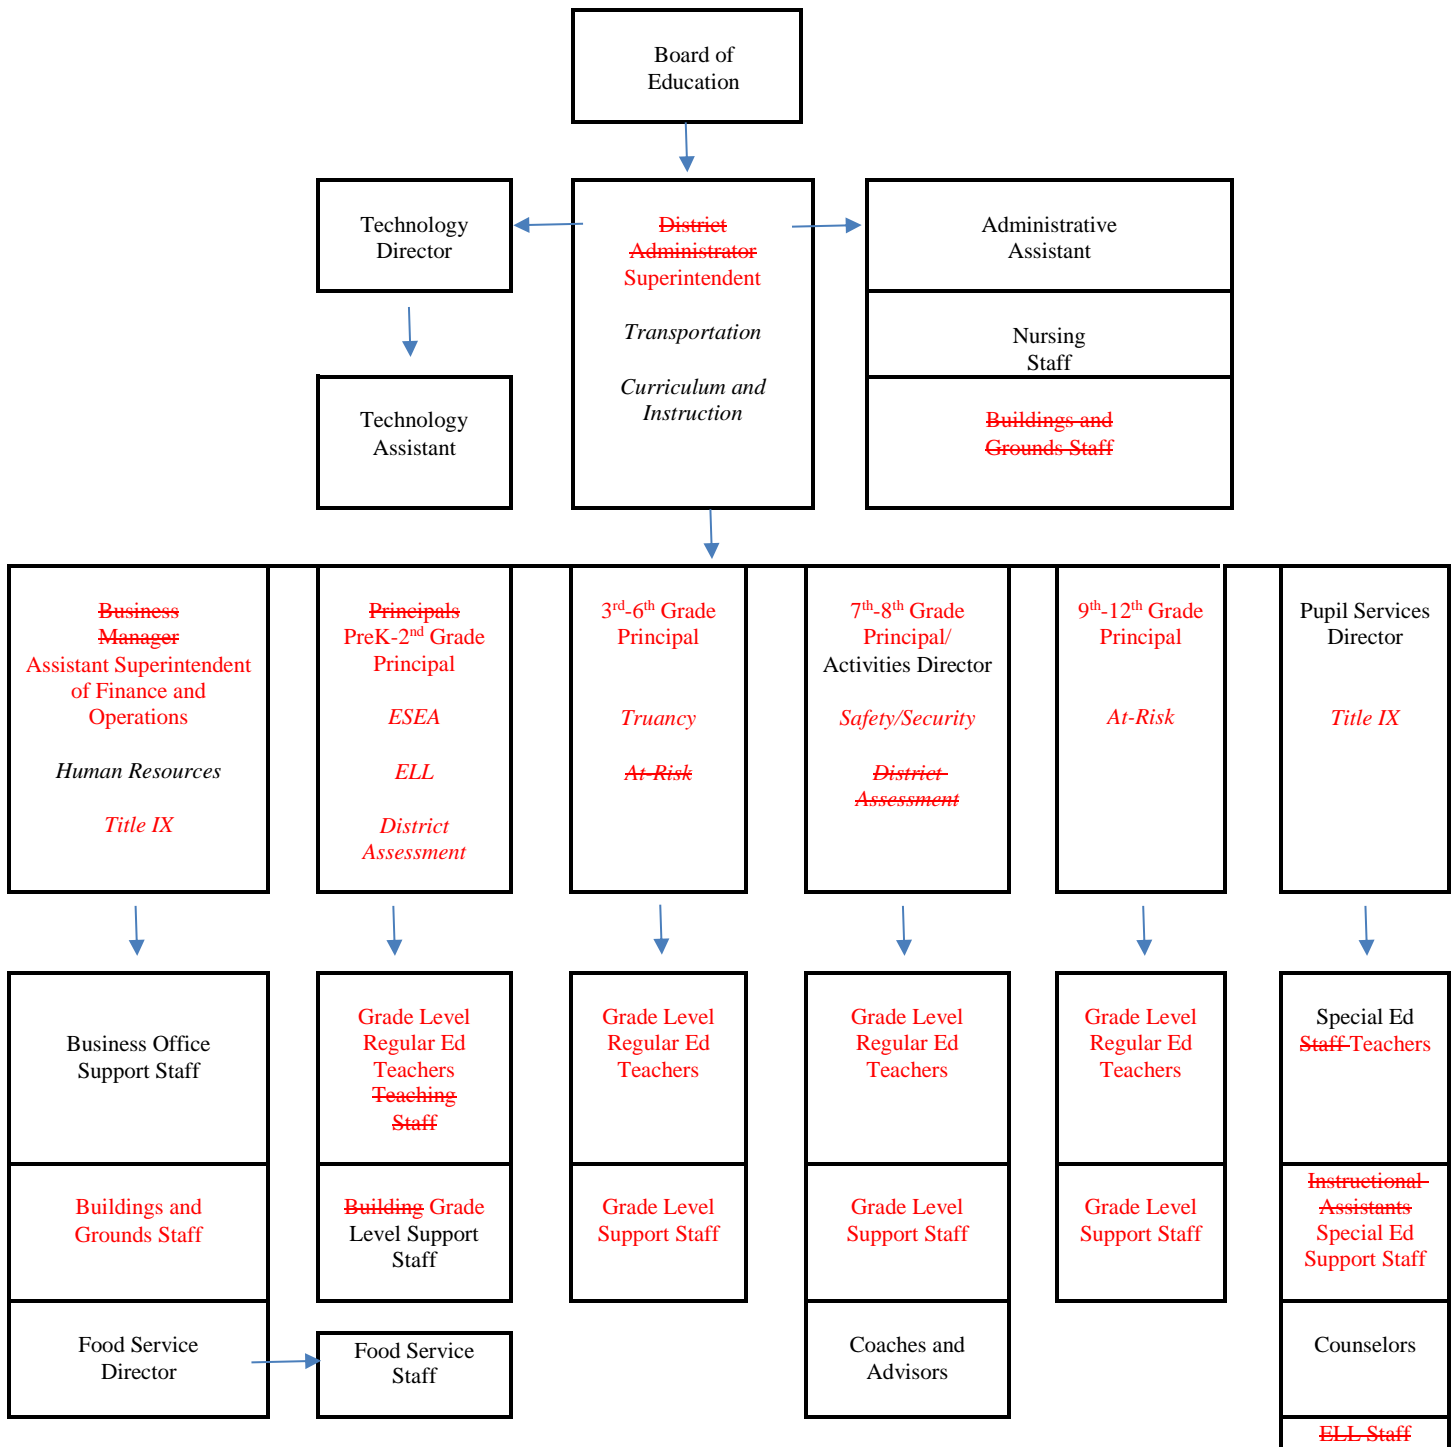 Board of
Education
Technology
Director
District
Administrator
Superintendent
Transportation
Curriculum and
Instruction
Administrative
Assistant
Nursing
Staff
Buildings and
Grounds Staff
Technology
Assistant
Business
Manager
Assistant Superintendent
of Finance and
Operations
Human Resources
Title IX
Principals
PreK-2nd Grade
Principal
ESEA
ELL
District
Assessment
3rd-6th Grade
Principal
Truancy
At-Risk
7th-8th Grade
Principal/
Activities Director
Safety/Security
District
Assessment
9th-12th Grade
Principal
At-Risk
Pupil Services
Director
Title IX
Business Office
Support Staff
Grade Level
Regular Ed
Teachers
Teaching
Staff
Grade Level
Regular Ed
Teachers
Grade Level
Regular Ed
Teachers
Grade Level
Regular Ed
Teachers
Special Ed
Staff Teachers
Buildings and
Grounds Staff
Building Grade
Level Support
Staff
Grade Level
Support Staff
Grade Level
Support Staff
Grade Level
Support Staff
Instructional
Assistants
Special Ed
Support Staff
Food Service
Director
Food Service
Staff
Coaches and
Advisors
Counselors
ELL Staff